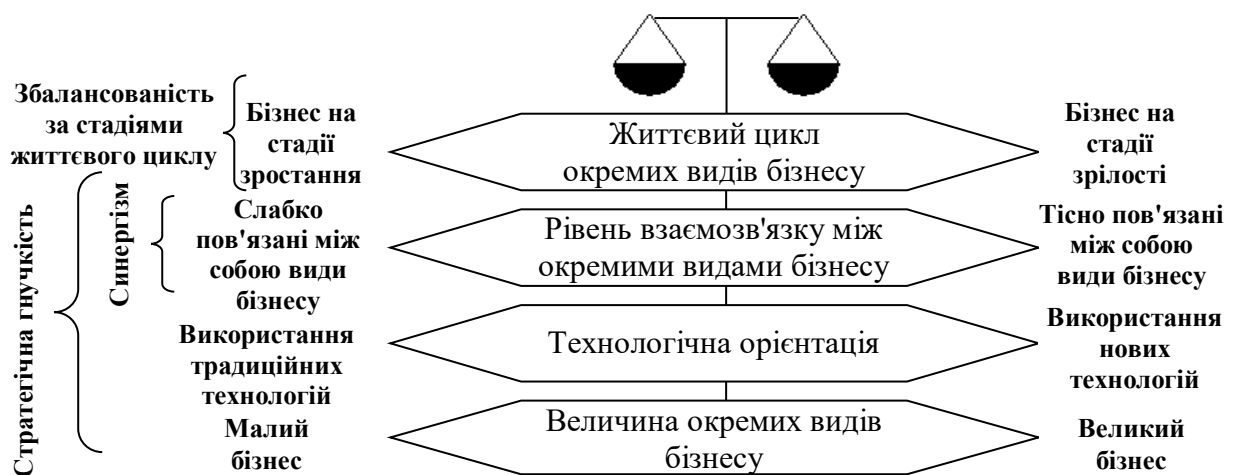 Збалансованість
за стадіями
життєвого циклу
Бізнес на
стадії
зростання
Життєвий цикл
окремих видів бізнесу
Бізнес на
стадії
зрілості
Стратегічна гнучкість
Синергізм
Слабко
пов'язані між
собою види
бізнесу
Рівень взаємозв'язку між
окремими видами бізнесу
Тісно пов'язані
між собою
види бізнесу
Використання
традиційних
технологій
Технологічна орієнтація
Використання
нових
технологій
Малий
бізнес
Величина окремих видів
бізнесу
Великий
бізнес